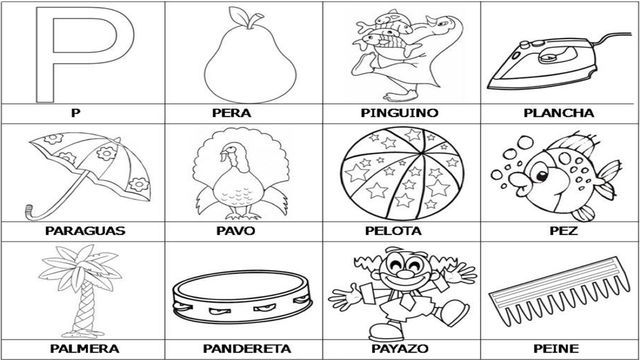 P
P PERA PINGUINO PLANCHA
PARAGUAS PAVO PELOTA PEZ
PALMERA PANDERETA PAYAZO PEINE